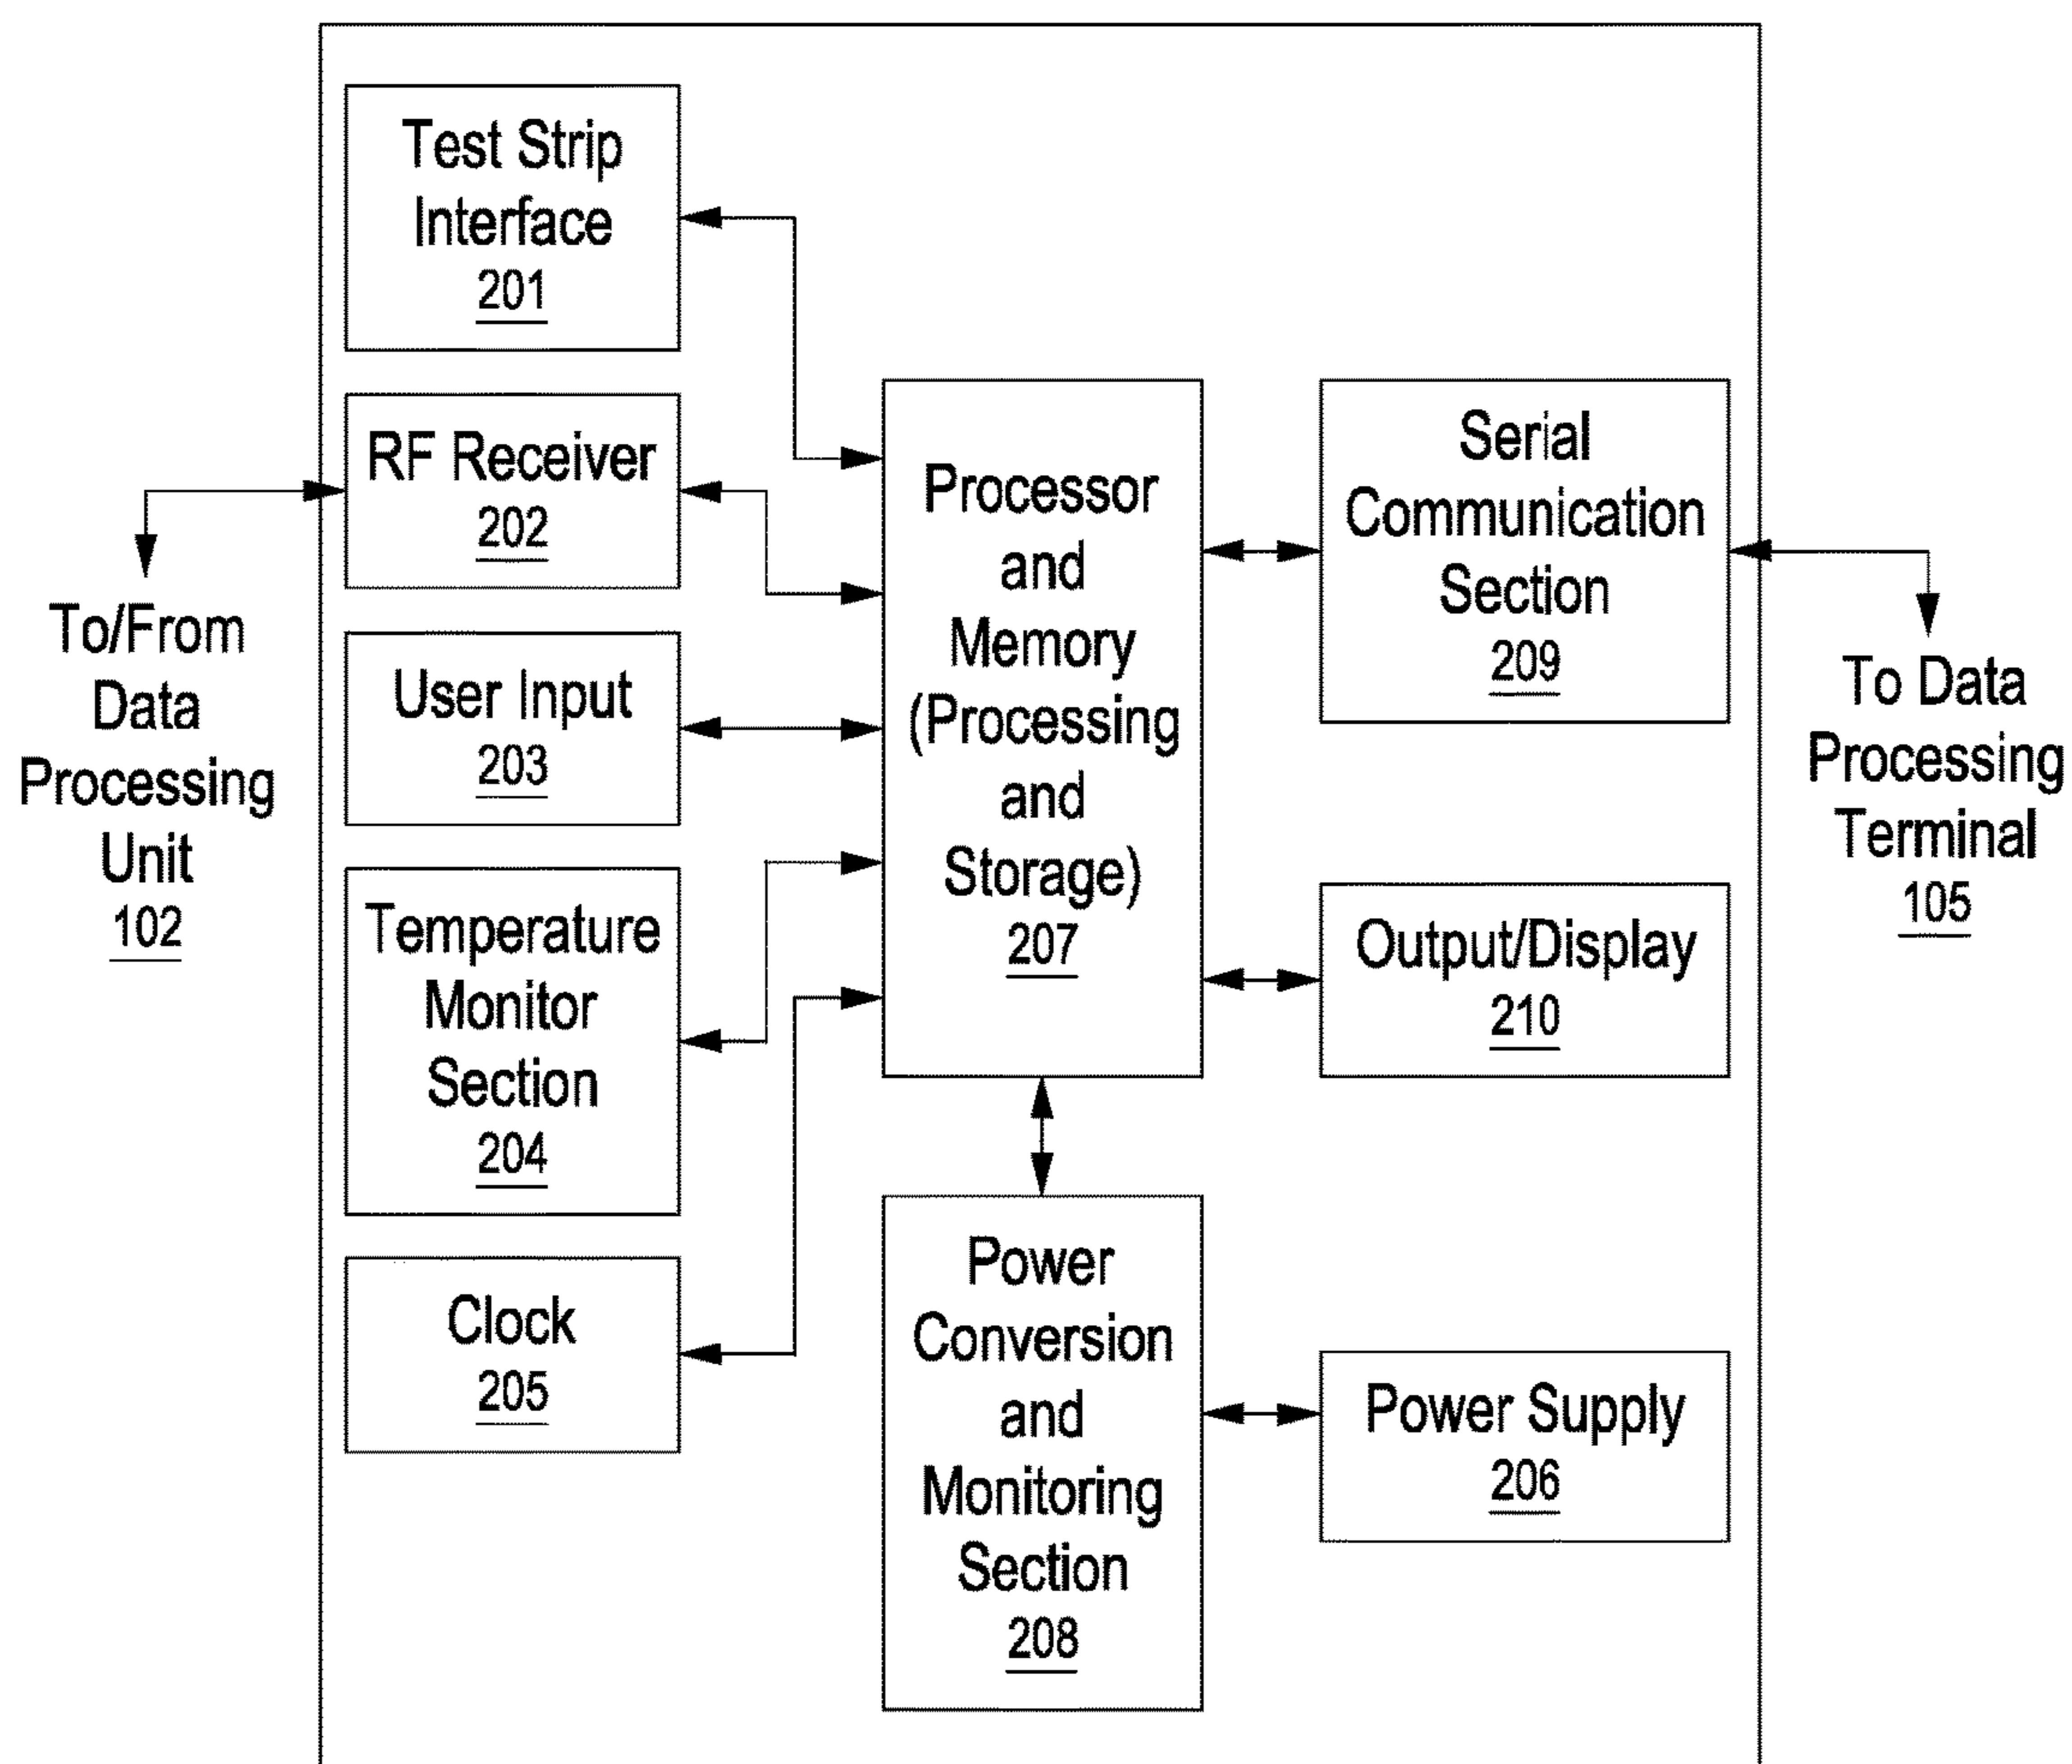 Test Strip
Interface
201
RF Receiver
202
User Input
203
Temperature
Monitor
Section
204
Clock
205
To/From
Data
Processing
Unit
102
Processor
and
Memory
(Processing
and
Storage)
207
Power
Conversion
and
Monitoring
Section
208
Serial
Communication
Section
209
Output/Display
210
Power Supply
206
To Data
Processing
Terminal
105